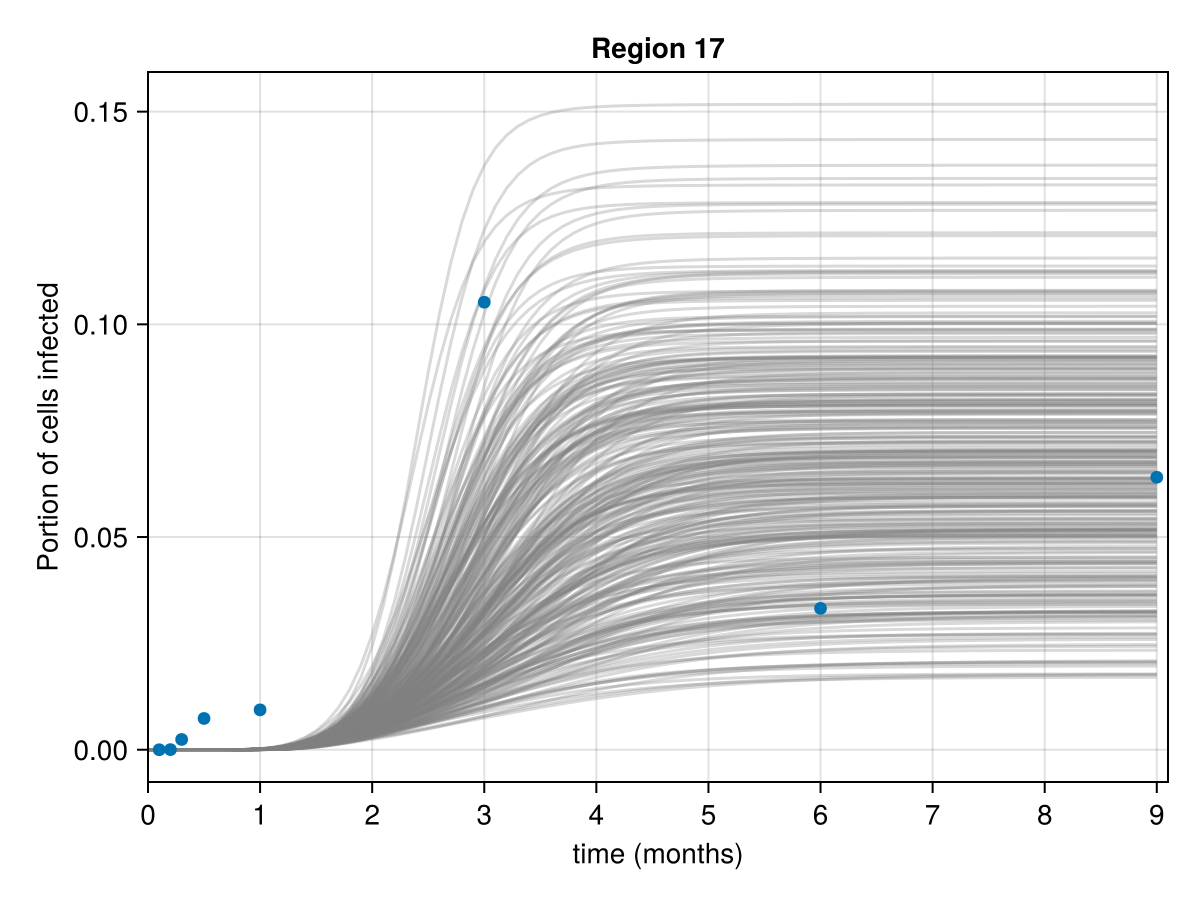 Region 17
Portion of cells infected
0.15
0.10
0.05
0.00
0 1 2 3 4 5 6 7 8 9
time (months)